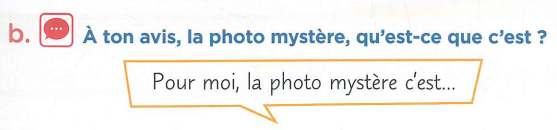 b. À ton avis, la photo mystère, qu'est-ce que c'est ?
Pour moi, la photo mystère c'est...